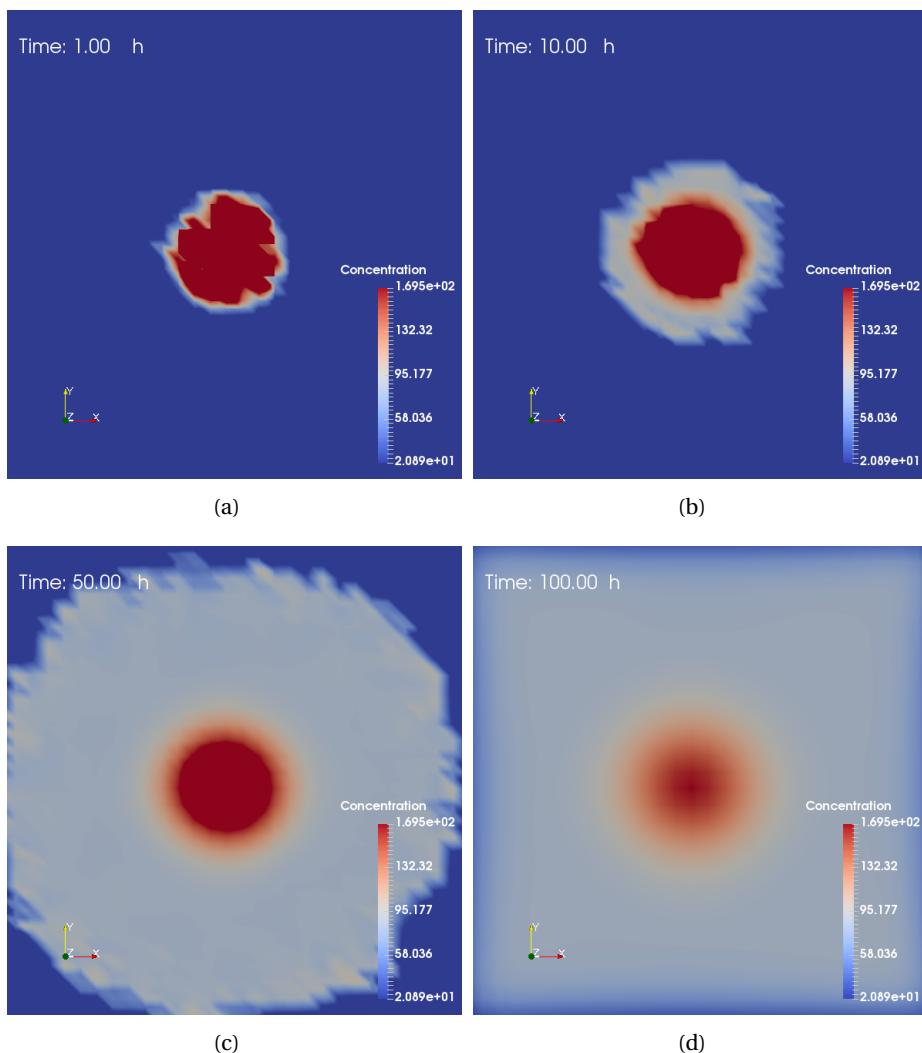 Time: 1.00 h
Concentration
1.695e+02
132.32
95.177
58.036
2.089e+01
Y
Z X
(a)
Time: 10.00 h
Concentration
1.695e+02
132.32
95.177
58.036
2.089e+01
Y
Z X
(b)
Time: 50.00 h
Concentration
1.695e+02
132.32
95.177
58.036
2.089e+01
Y
Z X
(c)
Time: 100.00 h
Concentration
1.695e+02
132.32
95.177
58.036
2.089e+01
Y
Z X
(d)